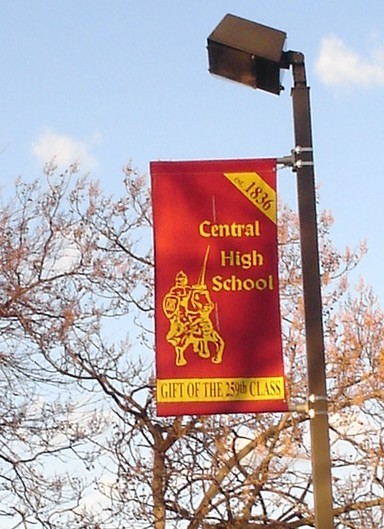 est. 1836
Central
High
School
GIFT OF THE 259th CLASS